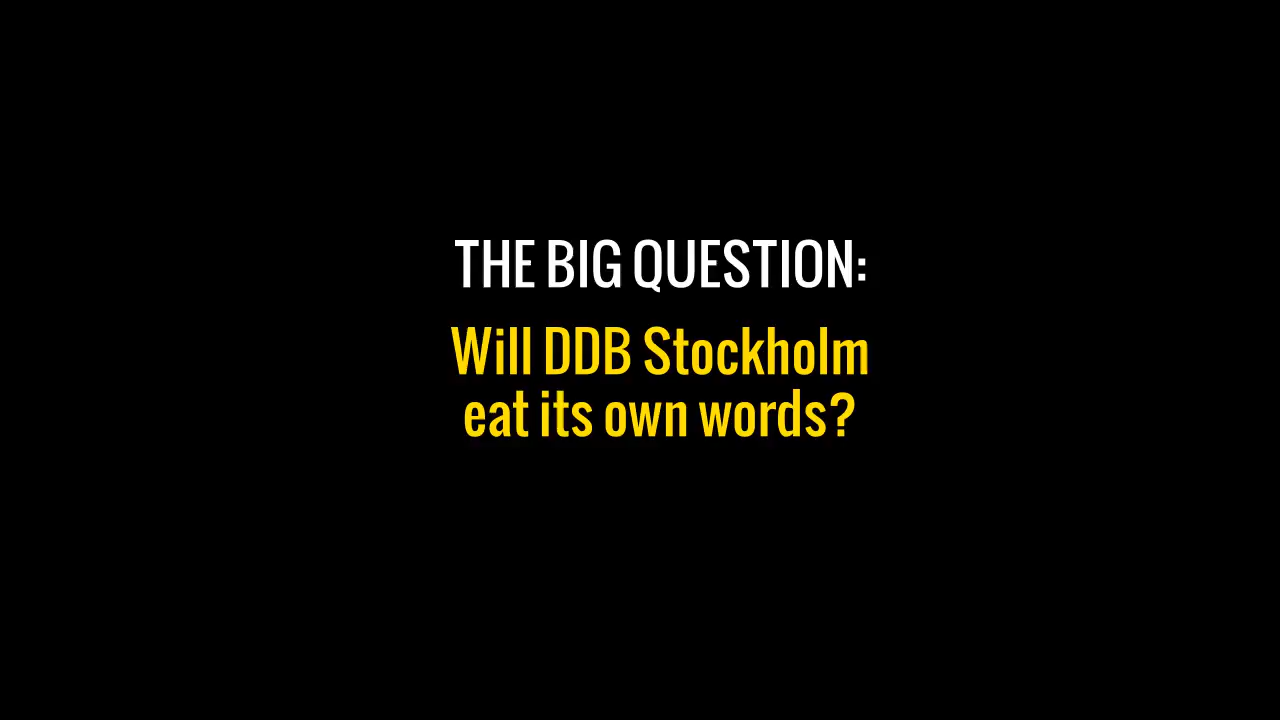 THE BIG QUESTION:
Will DDB Stockholm
eat its own words?